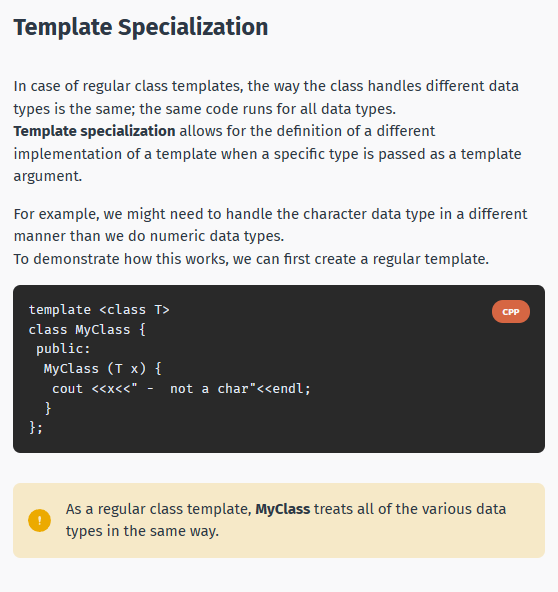 Template Specialization
In case of regular class templates, the way the class handles different data
types is the same; the same code runs for all data types.
Template specialization allows for the definition of a different
implementation of a template when a specific type is passed as a template
argument.
For example, we might need to handle the character data type in a different
manner than we do numeric data types.
To demonstrate how this works, we can first create a regular template.
CPP
template <class T>
class MyClass {
 public:
  MyClass (T x) {
   cout <<x<<" -  not a char"<<endl;
  }
};
!
As a regular class template, MyClass treats all of the various data
types in the same way.